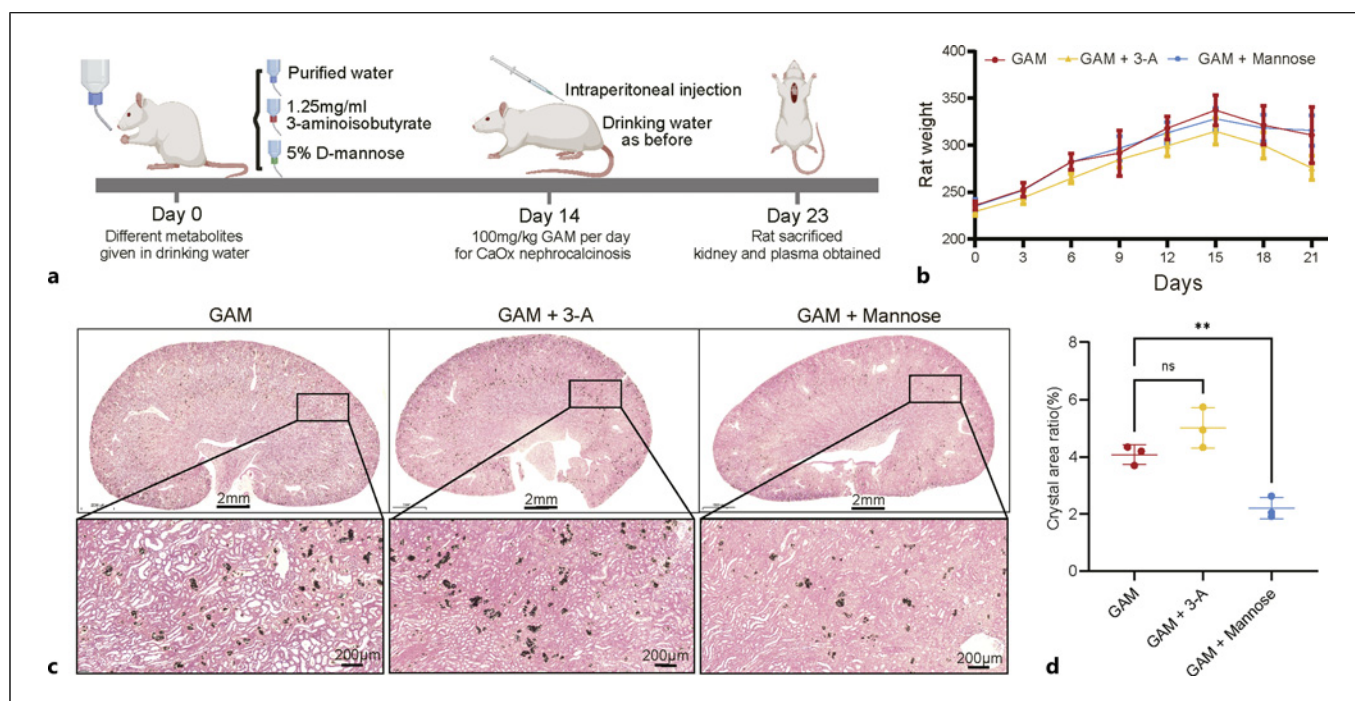 Purified water
1.25mg/ml
3-aminoisobutyrate
5% D-mannose
Intraperitoneal injection
Drinking water
as before
Day 0
Day 14
Day 23
Different metabolites
given in drinking water
100mg/kg GAM per day
for CaOx nephrocalcinosis
Rat sacrificed
kidney and plasma obtained
a
GAM
GAM + 3-A
GAM + Mannose
Rat weight
400
350
300
250
200
0 3 6 9 12 15 18 21
Days
b
GAM
GAM + 3-A
GAM + Mannose
2mm
2mm
2mm
200μm
200μm
200μm
c
Crystal area ratio(%)
8
6
4
2
0
**
ns
GAM
GAM + 3-A
GAM + Mannose
d